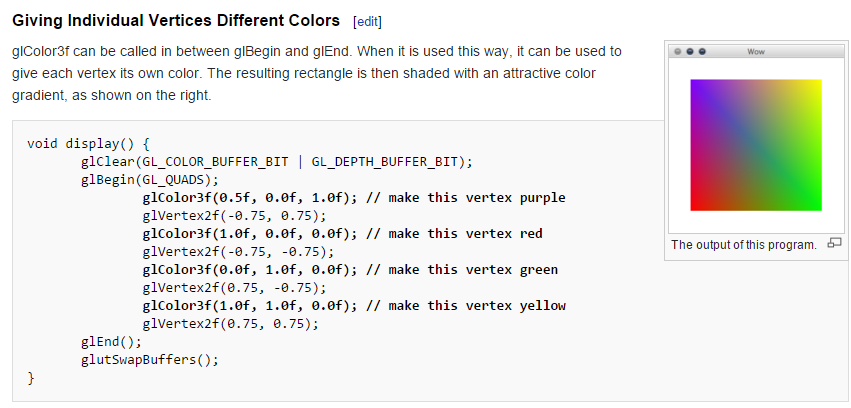 Giving Individual Vertices Different Colors [edit]
glColor3f can be called in between glBegin and glEnd. When it is used this way, it can be used to
give each vertex its own color. The resulting rectangle is then shaded with an attractive color
gradient, as shown on the right.
Wow
The output of this program.
void display() {
glClear(GL_COLOR_BUFFER_BIT | GL_DEPTH_BUFFER_BIT);
glBegin(GL_QUADS);
glColor3f(0.5f, 0.0f, 1.0f); // make this vertex purple
glVertex2f(-0.75, 0.75);
glColor3f(1.0f, 0.0f, 0.0f); // make this vertex red
glVertex2f(-0.75, -0.75);
glColor3f(0.0f, 1.0f, 0.0f); // make this vertex green
glVertex2f(0.75, -0.75);
glColor3f(1.0f, 1.0f, 0.0f); // make this vertex yellow
glVertex2f(0.75, 0.75);
glEnd();
glutSwapBuffers();
}